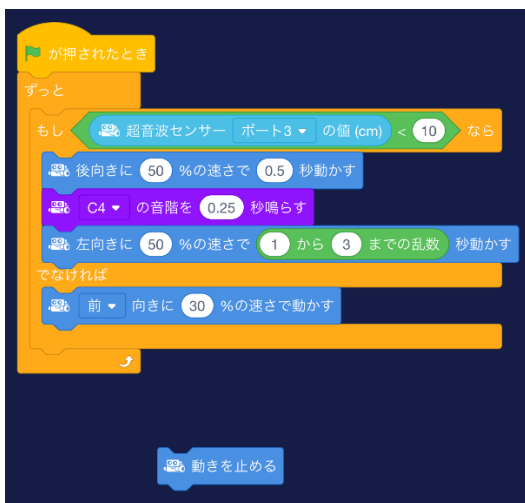 が押されたとき
ずっと
もし 超音波センサー ポート3 の値 (cm) < 10 なら
後向きに 50 %の速さで 0.5 秒動かす
C4 の音階を 0.25 秒鳴らす
左向きに 50 %の速さで 1 から 3 までの乱数 秒動かす
でなければ
前 向きに 30 %の速さで動かす
動きを止める